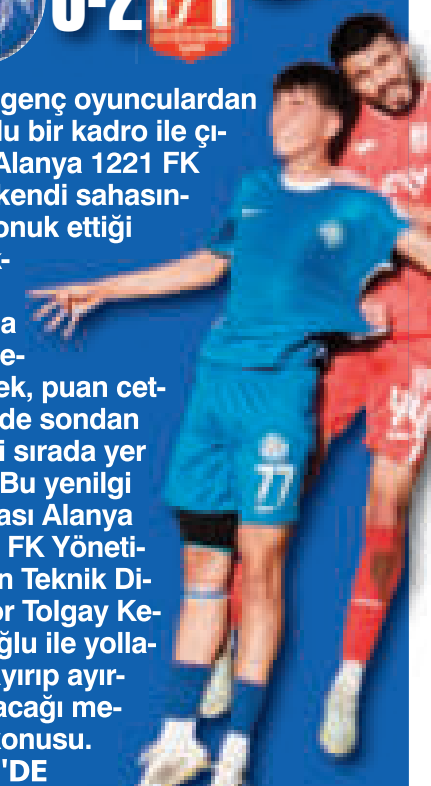 0-2
genç oyunculardan
lu bir kadro ile çı-
Alanya 1221 FK
kendi sahasın-
onuk ettiği
k-
a
e-
ek, puan cet-
de sondan
i sırada yer
Bu yenilgi
ası Alanya
FK Yöneti-
n Teknik Di-
ör Tolgay Ke-
ğlu ile yolla-
yırıp ayır-
acağı me-
konusu.
'DE
77